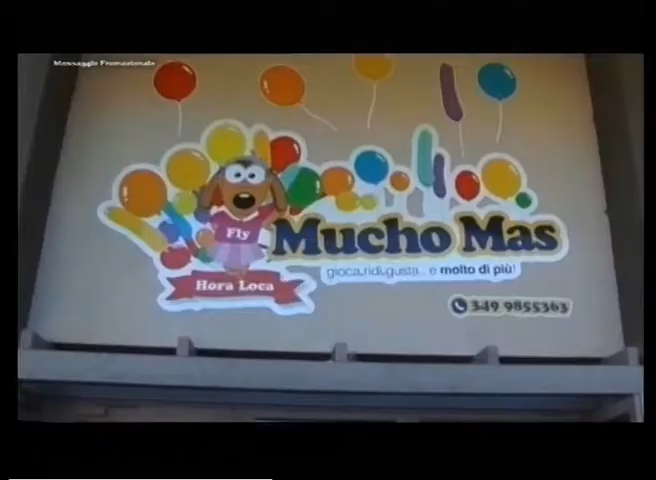 Messaggio Promozionale
Fly
Mucho Mas
gioca,ridi,gusta... e molto di più!
Hora Loca
349 9855363